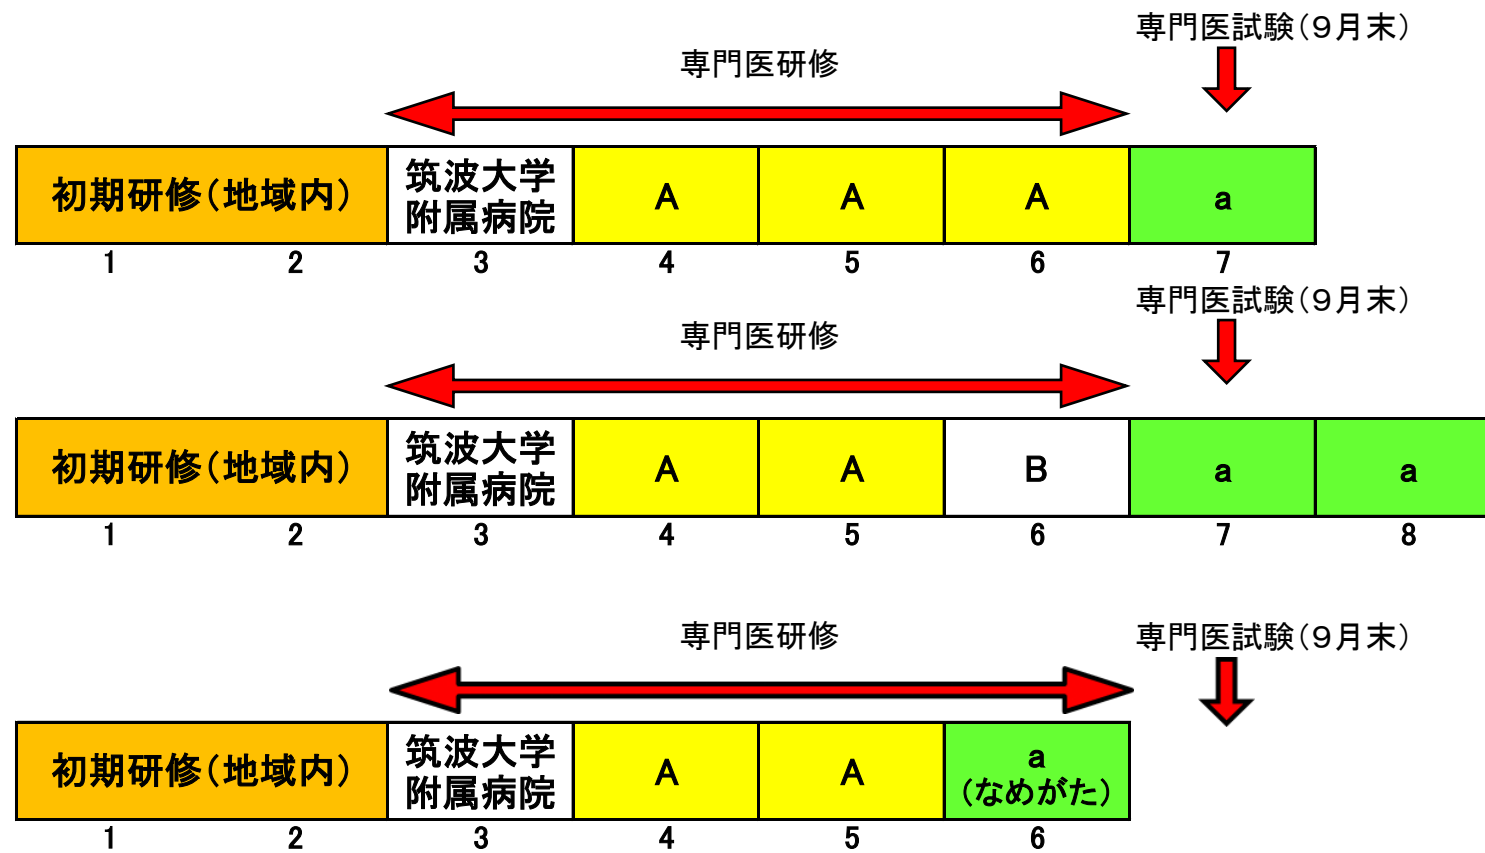 専門医試験(９月末)
専門医研修
初期研修(地域内)
筑波大学
附属病院
A
A
A
a
1
2
3
4
5
6
7
専門医試験(９月末)
専門医研修
初期研修(地域内)
筑波大学
附属病院
A
A
B
a
a
1
2
3
4
5
6
7
8
専門医研修
専門医試験(９月末)
初期研修(地域内)
筑波大学
附属病院
A
A
a
(なめがた)
1
2
3
4
5
6